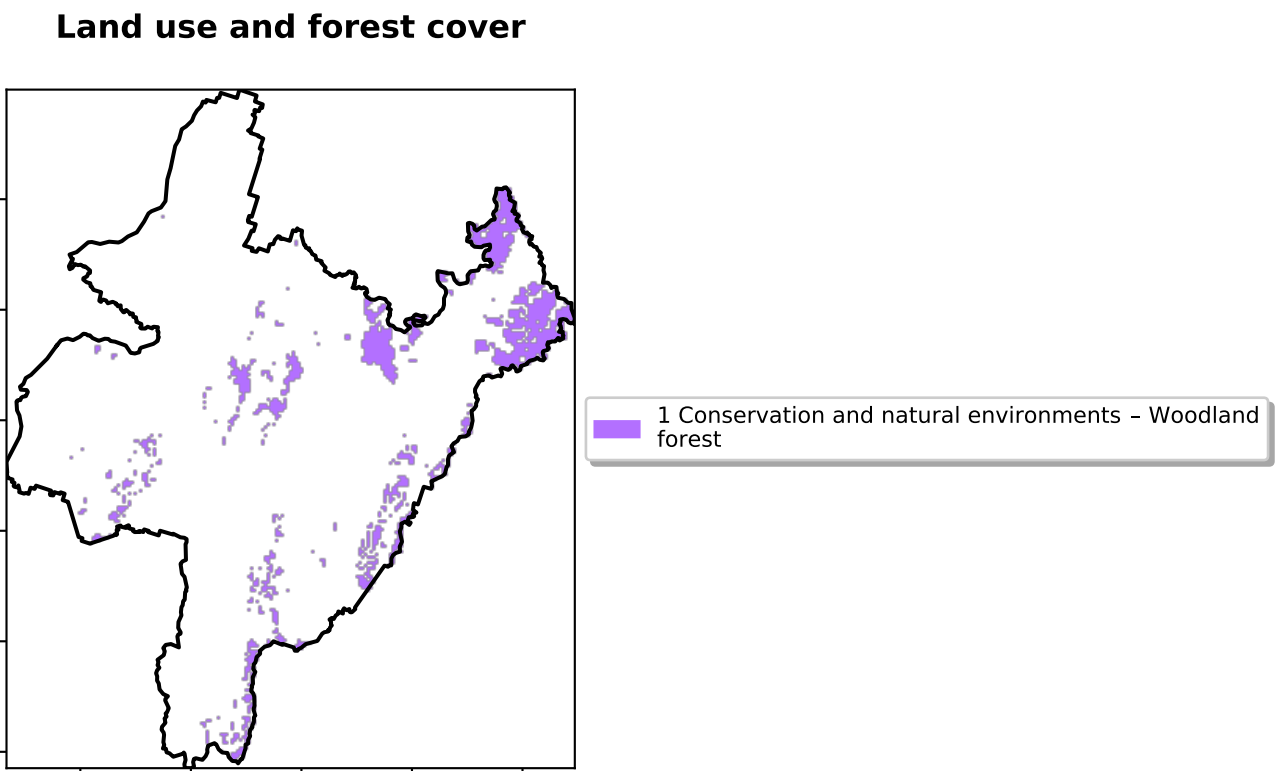 Land use and forest cover
1 Conservation and natural environments – Woodland
forest